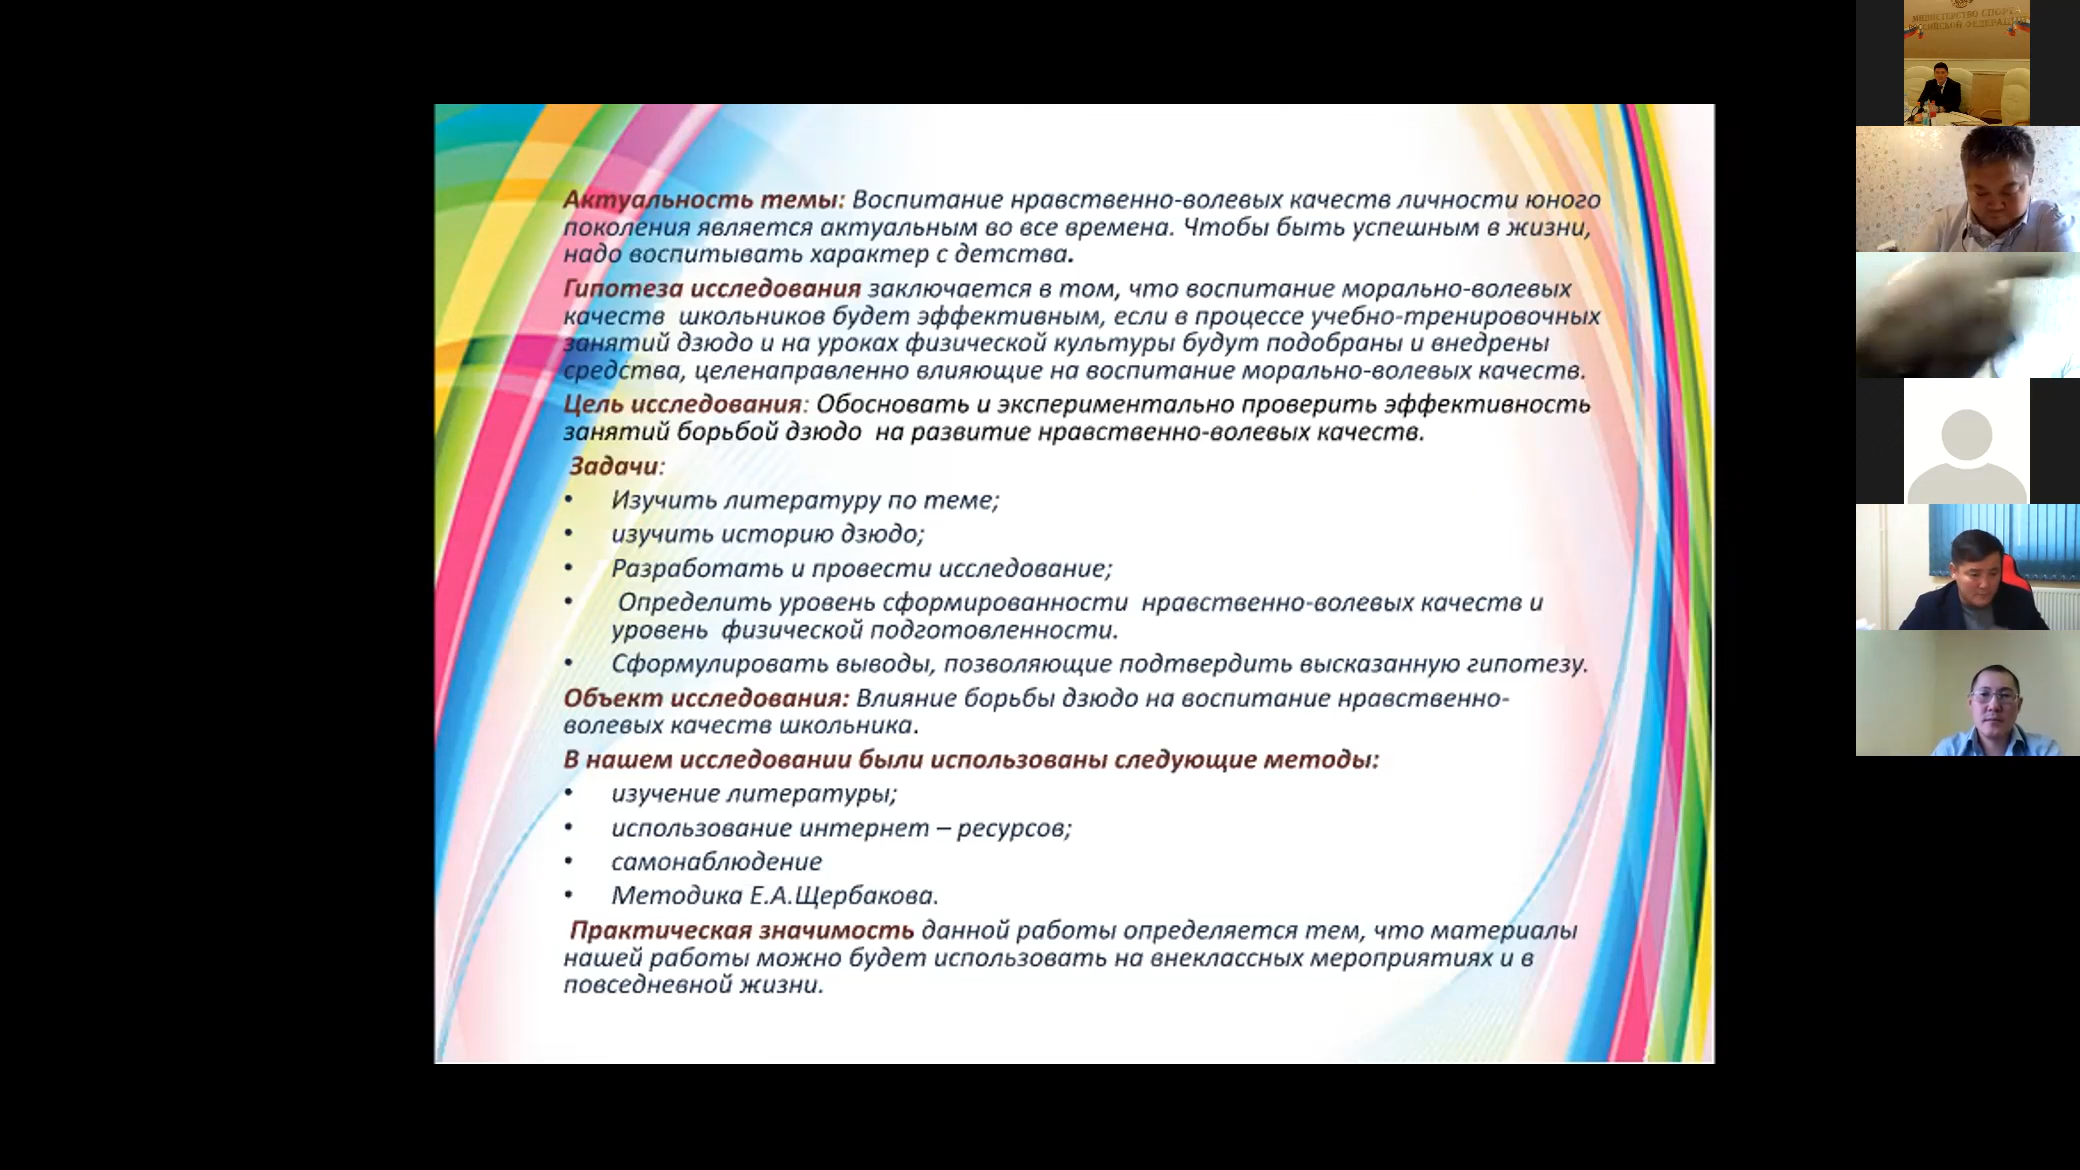 МИНИСТЕРСТВО СПОРТА
РОССИЙСКОЙ ФЕДЕРАЦИИ
Актуальность темы: Воспитание нравственно-волевых качеств личности юного
поколения является актуальным во все времена. Чтобы быть успешным в жизни,
надо воспитывать характер с детства.
Гипотеза исследования заключается в том, что воспитание морально-волевых
качеств школьников будет эффективным, если в процессе учебно-тренировочных
занятий дзюдо и на уроках физической культуры будут подобраны и внедрены
средства, целенаправленно влияющие на воспитание морально-волевых качеств.
Цель исследования: Обосновать и экспериментально проверить эффективность
занятий борьбой дзюдо на развитие нравственно-волевых качеств.
Задачи:
• Изучить литературу по теме;
• изучить историю дзюдо;
• Разработать и провести исследование;
• Определить уровень сформированности нравственно-волевых качеств и
уровень физической подготовленности.
• Сформулировать выводы, позволяющие подтвердить высказанную гипотезу.
Объект исследования: Влияние борьбы дзюдо на воспитание нравственно-
волевых качеств школьника.
В нашем исследовании были использованы следующие методы:
• изучение литературы;
• использование интернет – ресурсов;
• самонаблюдение
• Методика Е.А.Щербакова.
Практическая значимость данной работы определяется тем, что материалы
нашей работы можно будет использовать на внеклассных мероприятиях и в
повседневной жизни.